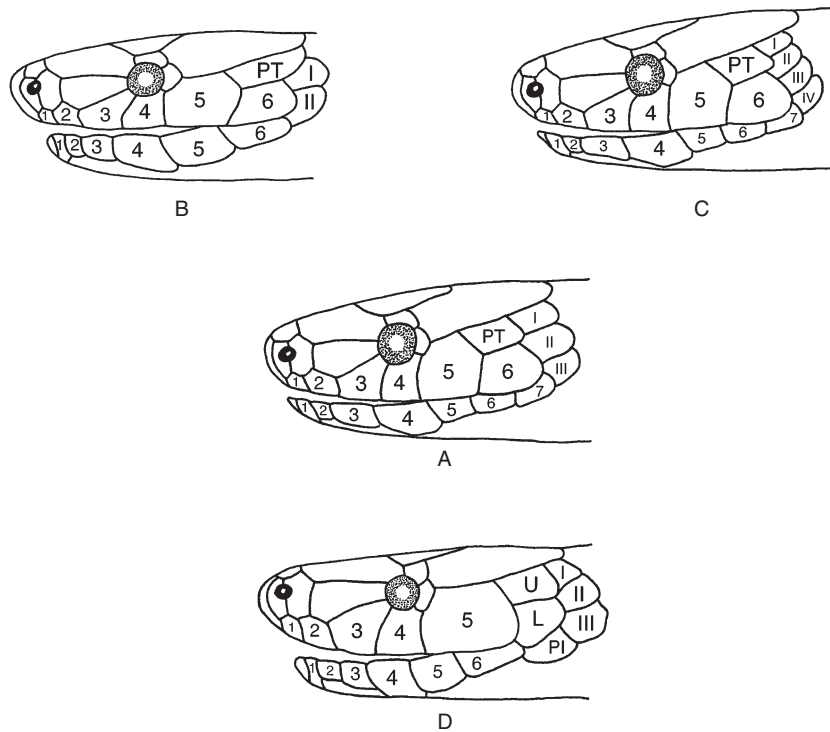 PT I
1 2 3 4 5 6 II
1 2 3 4 5 6
B
PT I II III IV
1 2 3 4 5 6 7
1 2 3 4 5 6
C
PT I II III
1 2 3 4 5 6 7
1 2 3 4 5 6
A
U I II
1 2 3 4 5 L III
1 2 3 4 5 6 PI
D